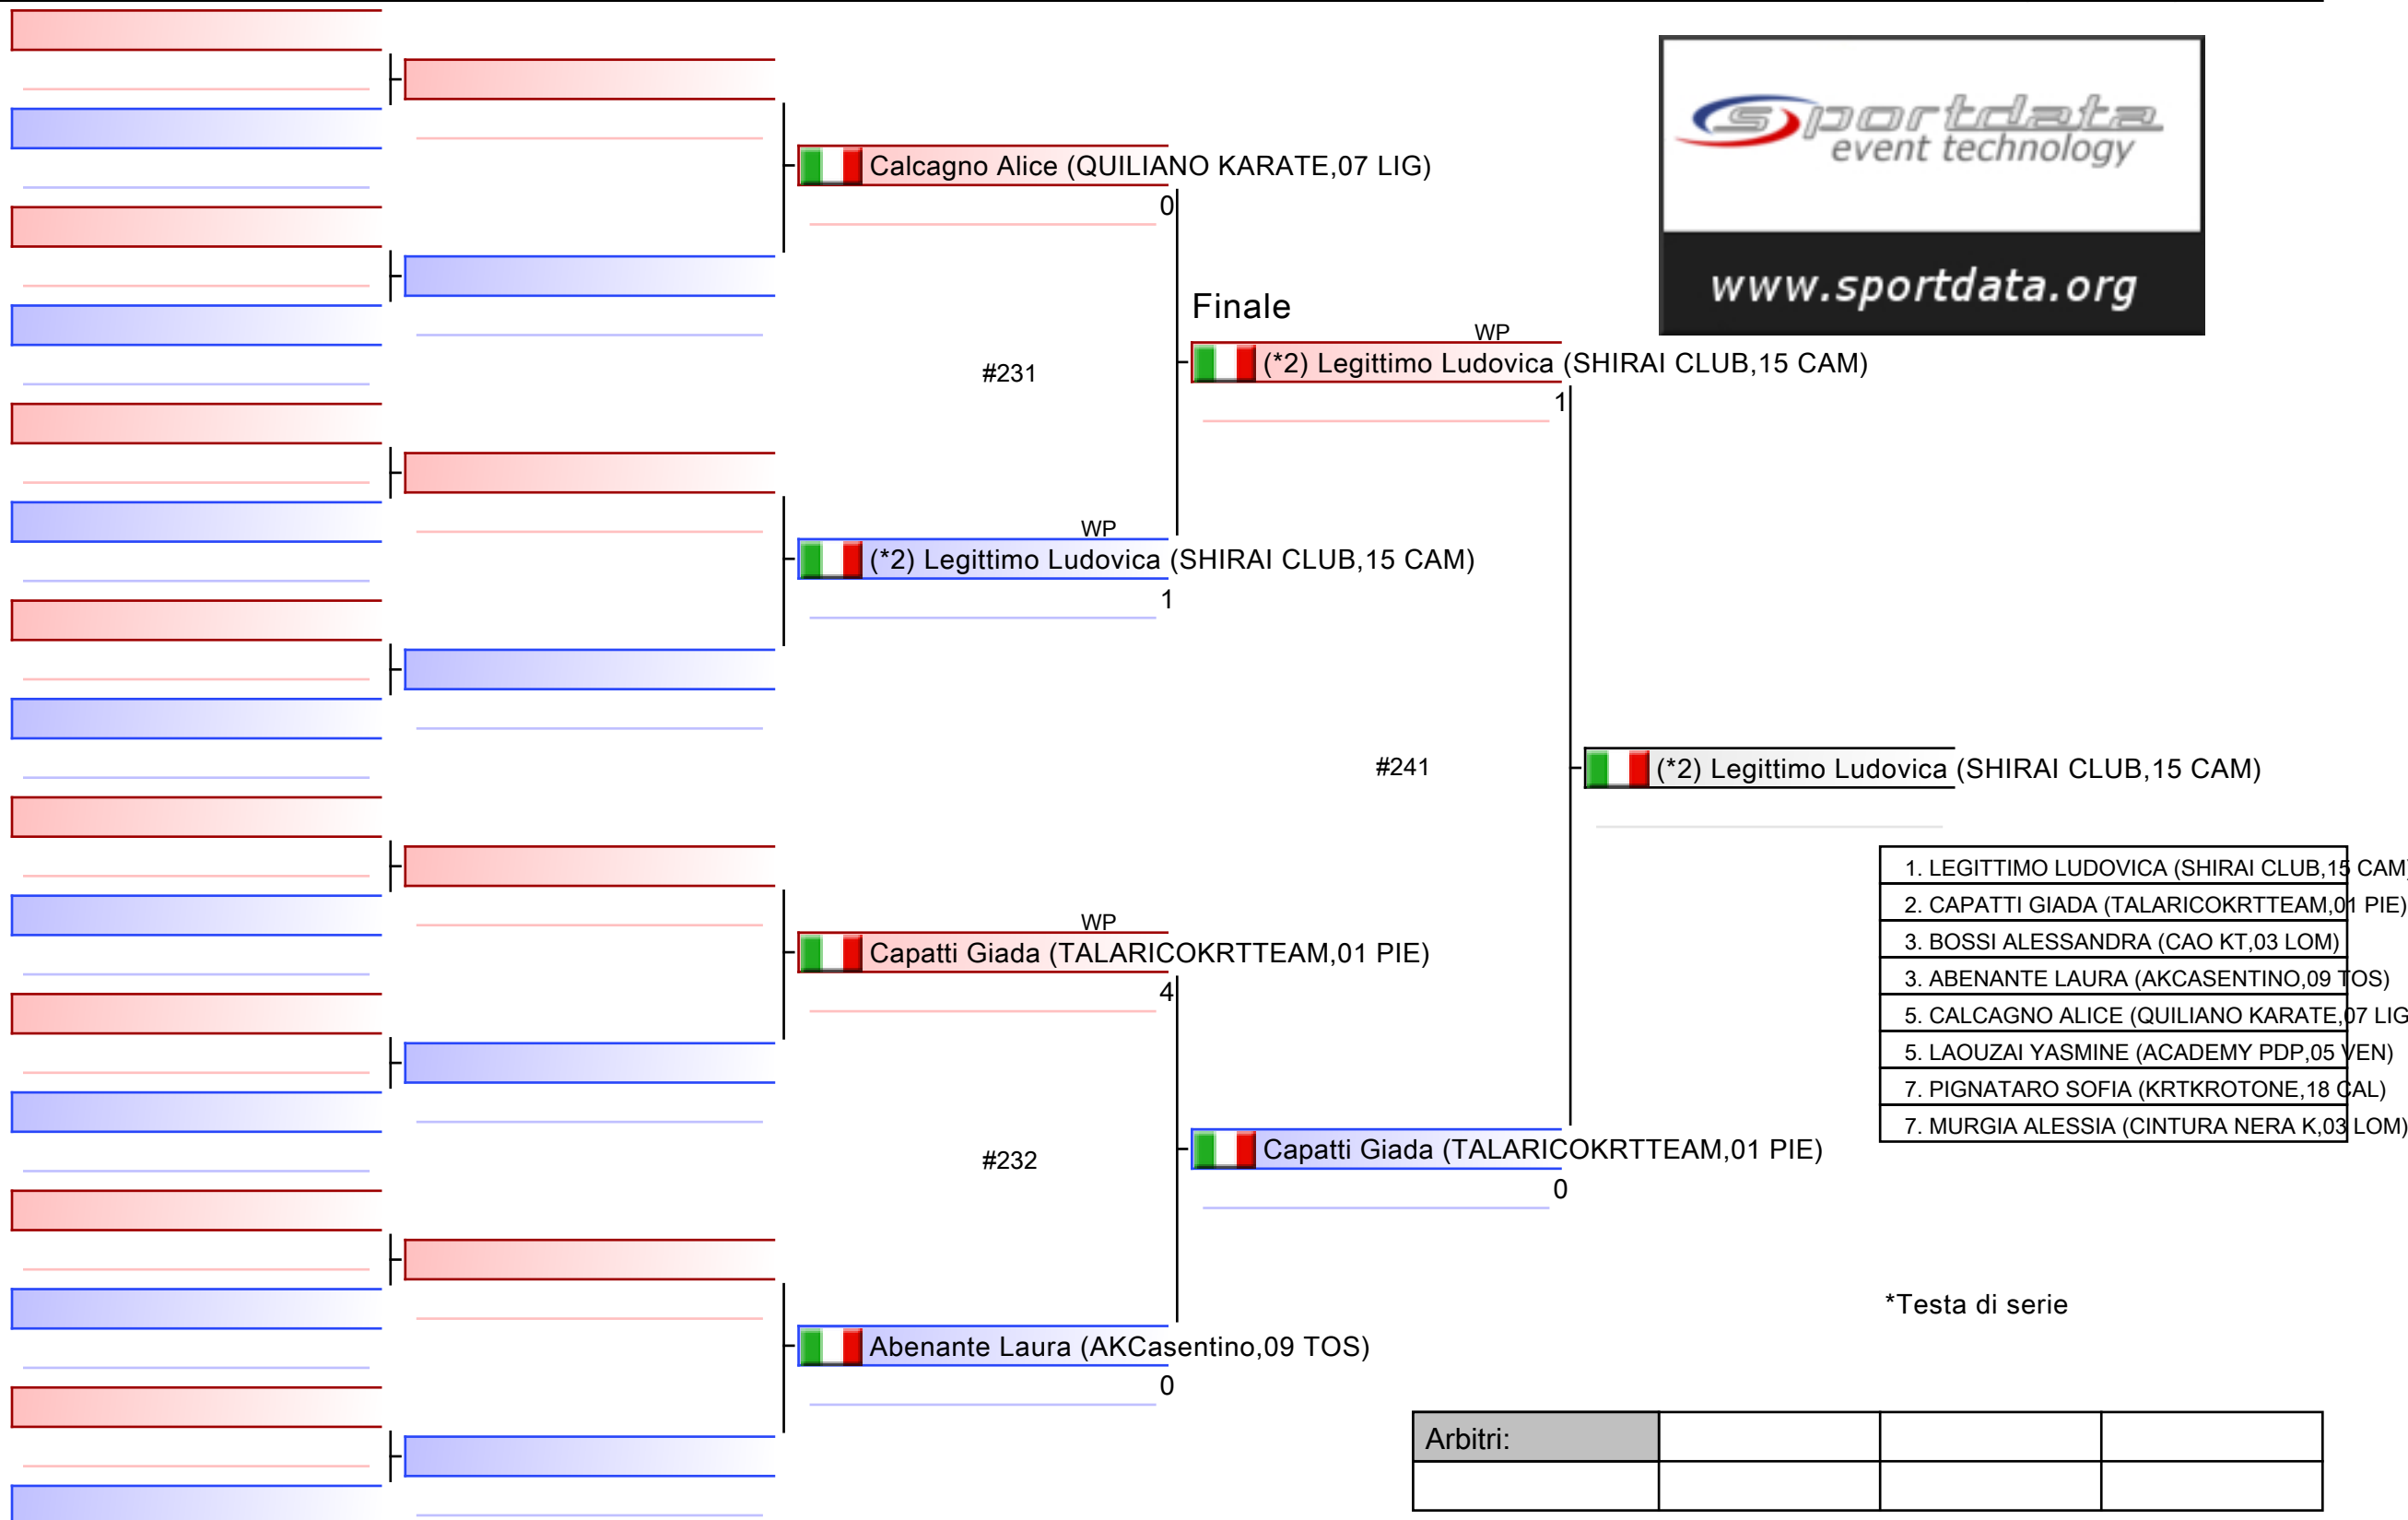 sportdata
event technology
www.sportdata.org
Calcagno Alice (QUILIANO KARATE,07 LIG)
0
Finale
WP
(*2) Legittimo Ludovica (SHIRAI CLUB,15 CAM)
1
#231
WP
(*2) Legittimo Ludovica (SHIRAI CLUB,15 CAM)
1
#241
(*2) Legittimo Ludovica (SHIRAI CLUB,15 CAM)
WP
Capatti Giada (TALARICOKRTTEAM,01 PIE)
4
#232
Capatti Giada (TALARICOKRTTEAM,01 PIE)
0
Abenante Laura (AKCasentino,09 TOS)
0
1. LEGITTIMO LUDOVICA (SHIRAI CLUB,15 CAM)
2. CAPATTI GIADA (TALARICOKRTTEAM,01 PIE)
3. BOSSI ALESSANDRA (CAO KT,03 LOM)
3. ABENANTE LAURA (AKCASENTINO,09 TOS)
5. CALCAGNO ALICE (QUILIANO KARATE,07 LIG
5. LAOUZAI YASMINE (ACADEMY PDP,05 VEN)
7. PIGNATARO SOFIA (KRTKROTONE,18 CAL)
7. MURGIA ALESSIA (CINTURA NERA K,03 LOM)
*Testa di serie
Arbitri: